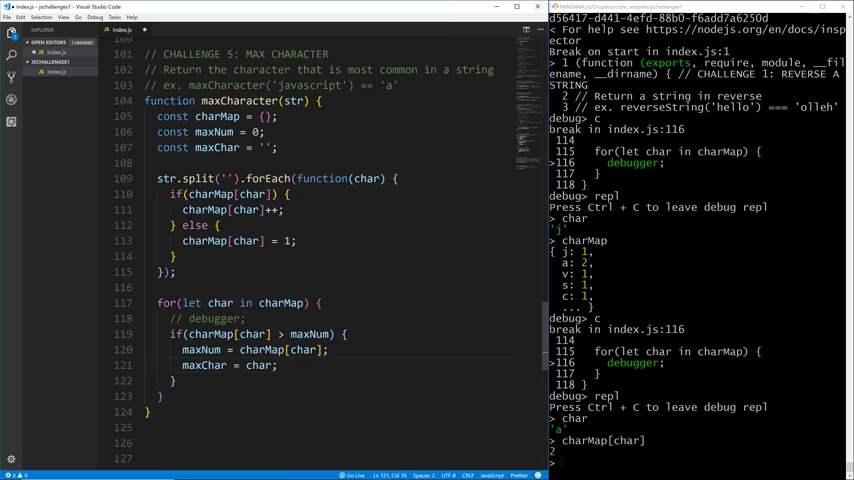 index.js - Visual Studio Code
File Edit Selection View Go Debug Tasks Help
EXPLORER
OPEN EDITORS 1 UNSAVED
index.js
JSCHALLENGES1
index.js
index.js
100
101 // CHALLENGE 5: MAX CHARACTER
102 // Return the character that is most common in a string
103 // ex. maxCharacter('javascript') == 'a'
104 function maxCharacter(str) {
105 const charMap = {};
106 const maxNum = 0;
107 const maxChar = '';
108
109 str.split('').forEach(function(char) {
110 if(charMap[char]) {
111 charMap[char]++;
112 } else {
113 charMap[char] = 1;
114 }
115 });
116
117 for(let char in charMap) {
118 // debugger;
119 if(charMap[char] > maxNum) {
120 maxNum = charMap[char];
121 maxChar = char;
122 }
123 }
124 }
125
126
127
0 0 Go Live Ln 121, Col 16 Spaces: 2 UTF-8 CRLF JavaScript Prettier
MINGW64:/d/Dropbox/code_snippets/jschallenges1
d56417-d441-4efd-88b0-f6add7a6250d
< For help see https://nodejs.org/en/docs/insp
ector
Beak on start in index.js:1
> 1 (function (exports, require, module, __fil
ename, __dirname) { // CHALLENGE 1: REVERSE A
STRING
2 // Return a string in reverse
3 // ex. reverseString('hello') === 'olleh'
debug> c
break in index.js:116
114
115 for(let char in charMap) {
>116 debugger;
117 }
118 }
debug> repl
Press Ctrl + C to leave debug repl
> char
'j'
> charMap
{ j: 1,
a: 2,
v: 1,
s: 1,
c: 1,
... }
debug> c
break in index.js:116
114
115 for(let char in charMap) {
>116 debugger;
117 }
118 }
debug> repl
Press Ctrl + C to leave debug repl
> char
'a'
> charMap[char]
2
>